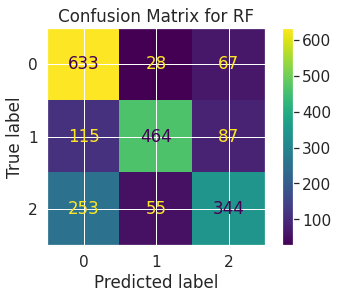 Confusion Matrix for RF
0 633 28 67
1 115 464 87
2 253 55 344
0 1 2
True label
Predicted label
600
500
400
300
200
100